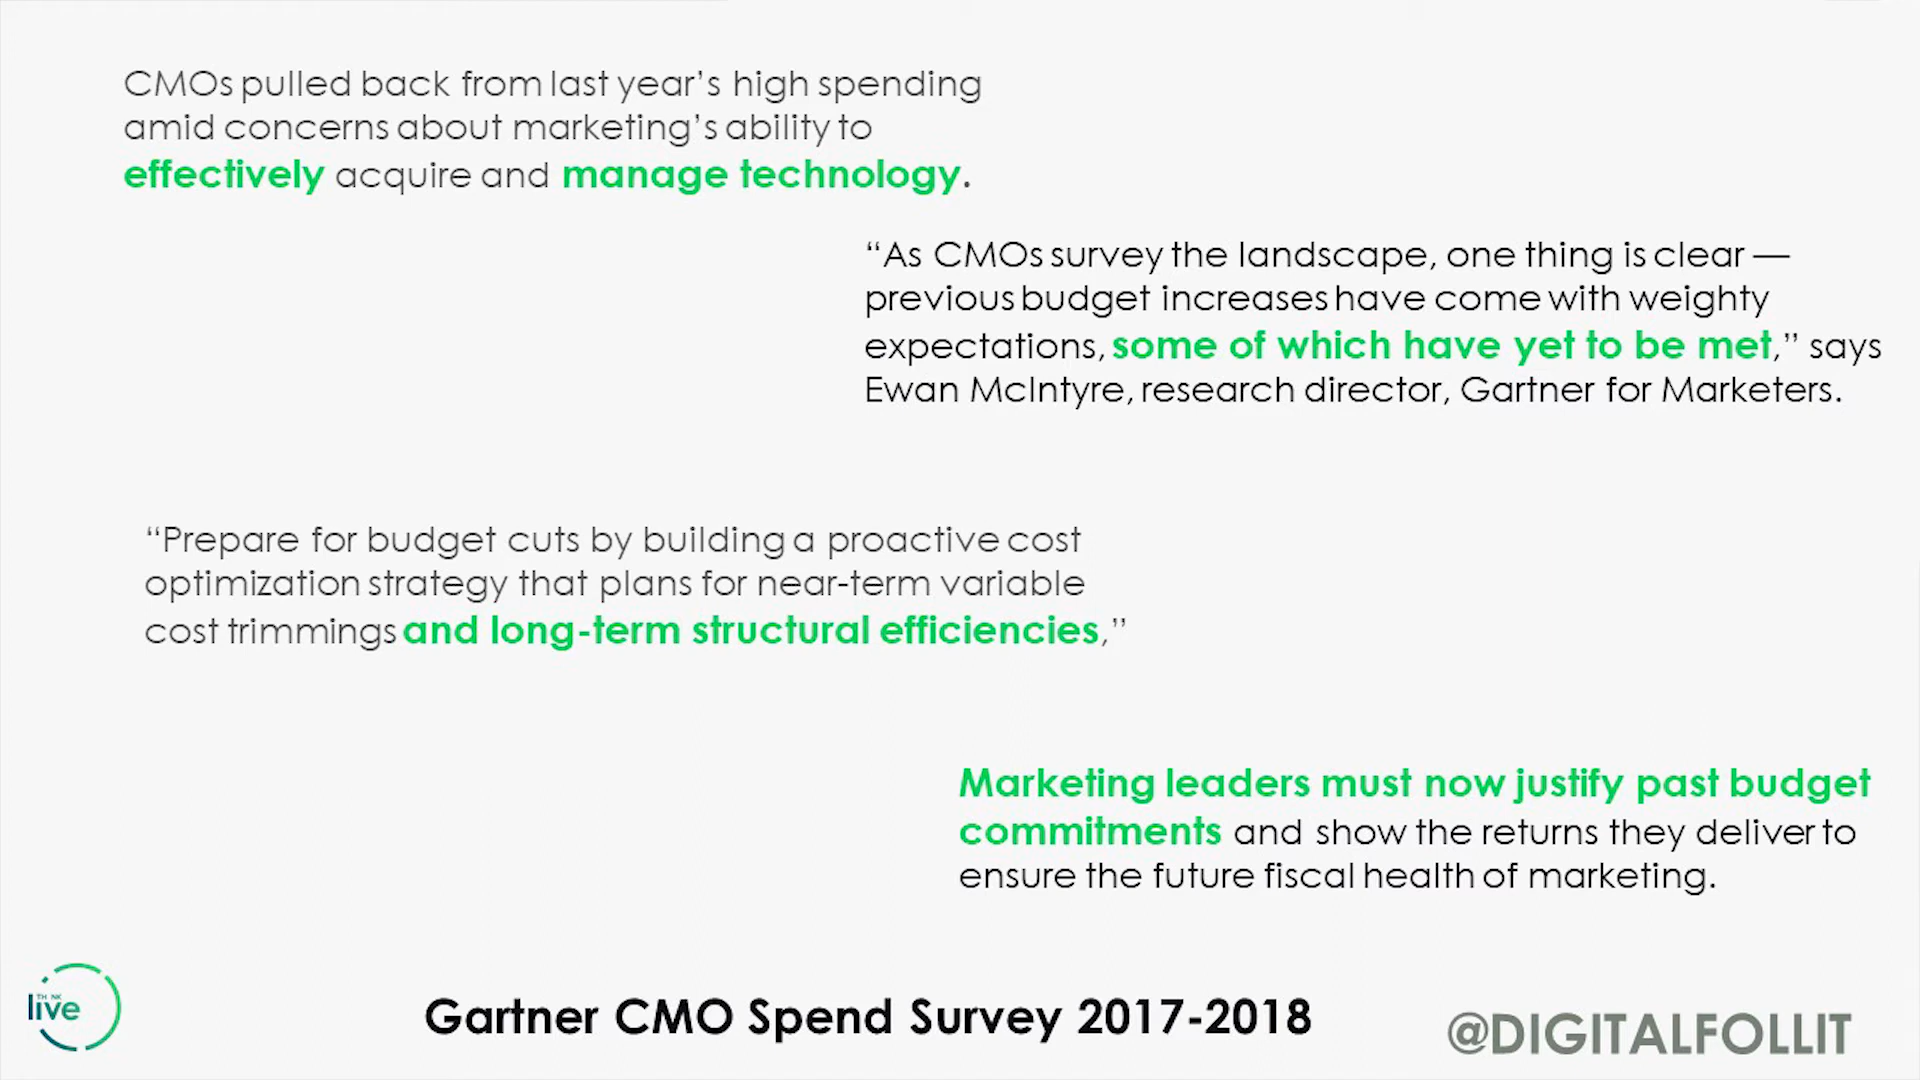 CMOs pulled back from last year’s high spending
amid concerns about marketing’s ability to
effectively acquire and manage technology.
“As CMOs survey the landscape, one thing is clear —
previous budget increases have come with weighty
expectations, some of which have yet to be met,” says
Ewan McIntyre, research director, Gartner for Marketers.
“Prepare for budget cuts by building a proactive cost
optimization strategy that plans for near-term variable
cost trimmings and long-term structural efficiencies,”
Marketing leaders must now justify past budget
commitments and show the returns they deliver to
ensure the future fiscal health of marketing.
TH NK
live
Gartner CMO Spend Survey 2017-2018
@DIGITALFOLLIT